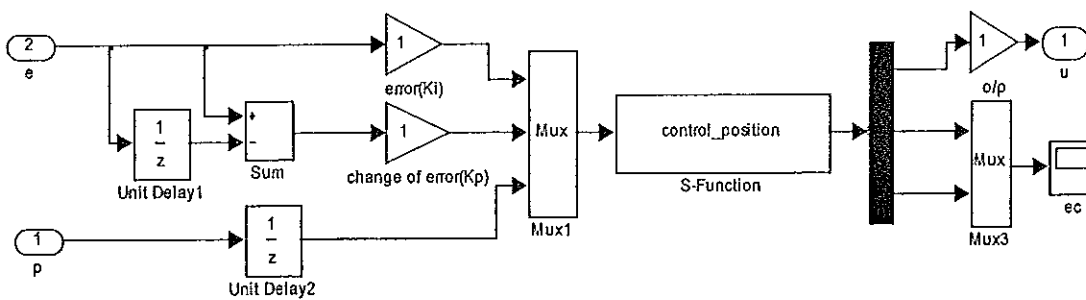 2
e
1
error(Ki)
1
z
Unit Delay1
+
−
Sum
1
change of error(Kp)
1
p
1
z
Unit Delay2
Mux
Mux1
control_position
S-Function
1
o/p
1
u
Mux
Mux3
ec